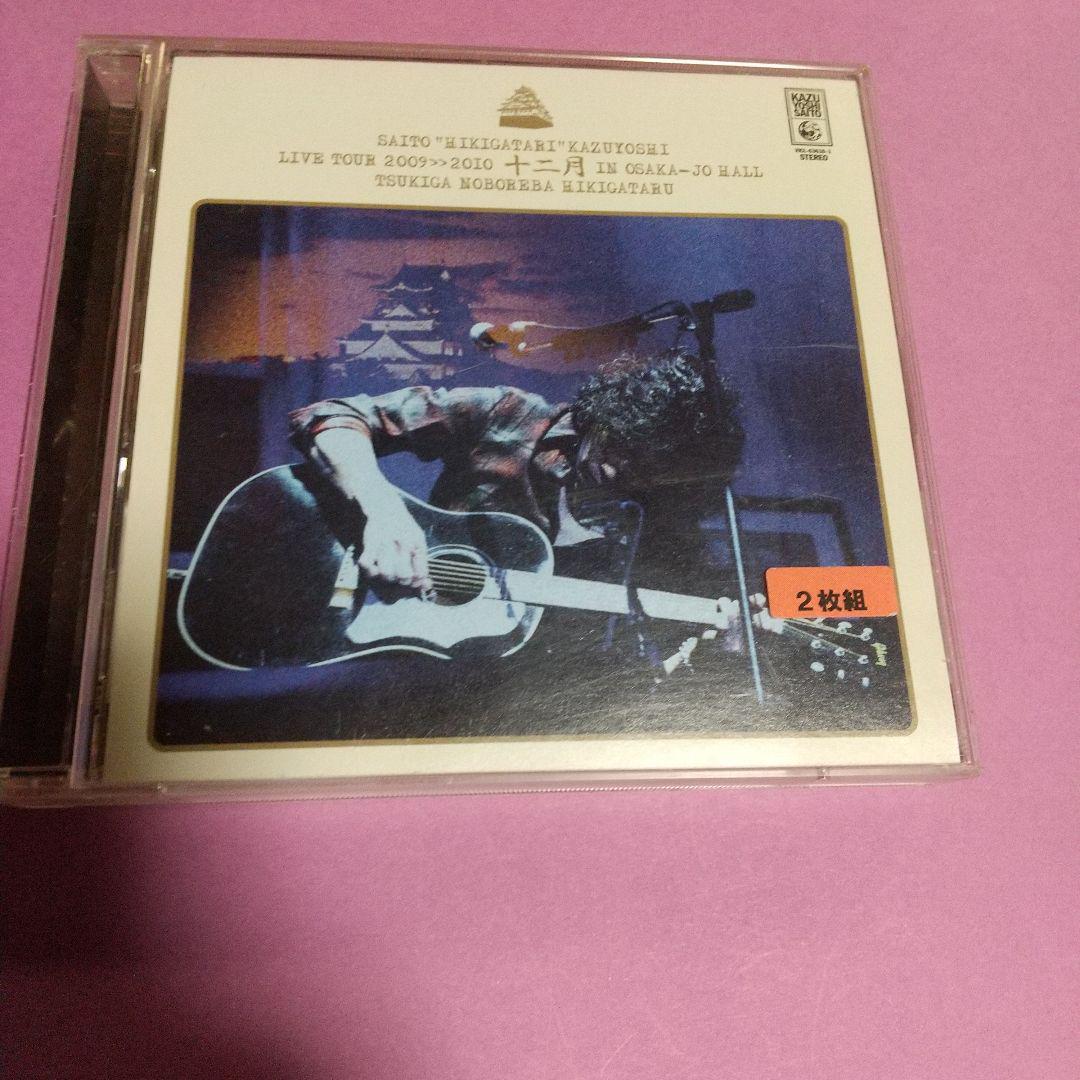 SAITO "HIKIGATARI" KAZUYOSHI
LIVE TOUR 2009>>2010 十二月 IN OSAKA-JO HALL
TSUKIGA NOBOREBA HIKIGATARU
KAZU
YOSHI
SAITO
STEREO
2枚組